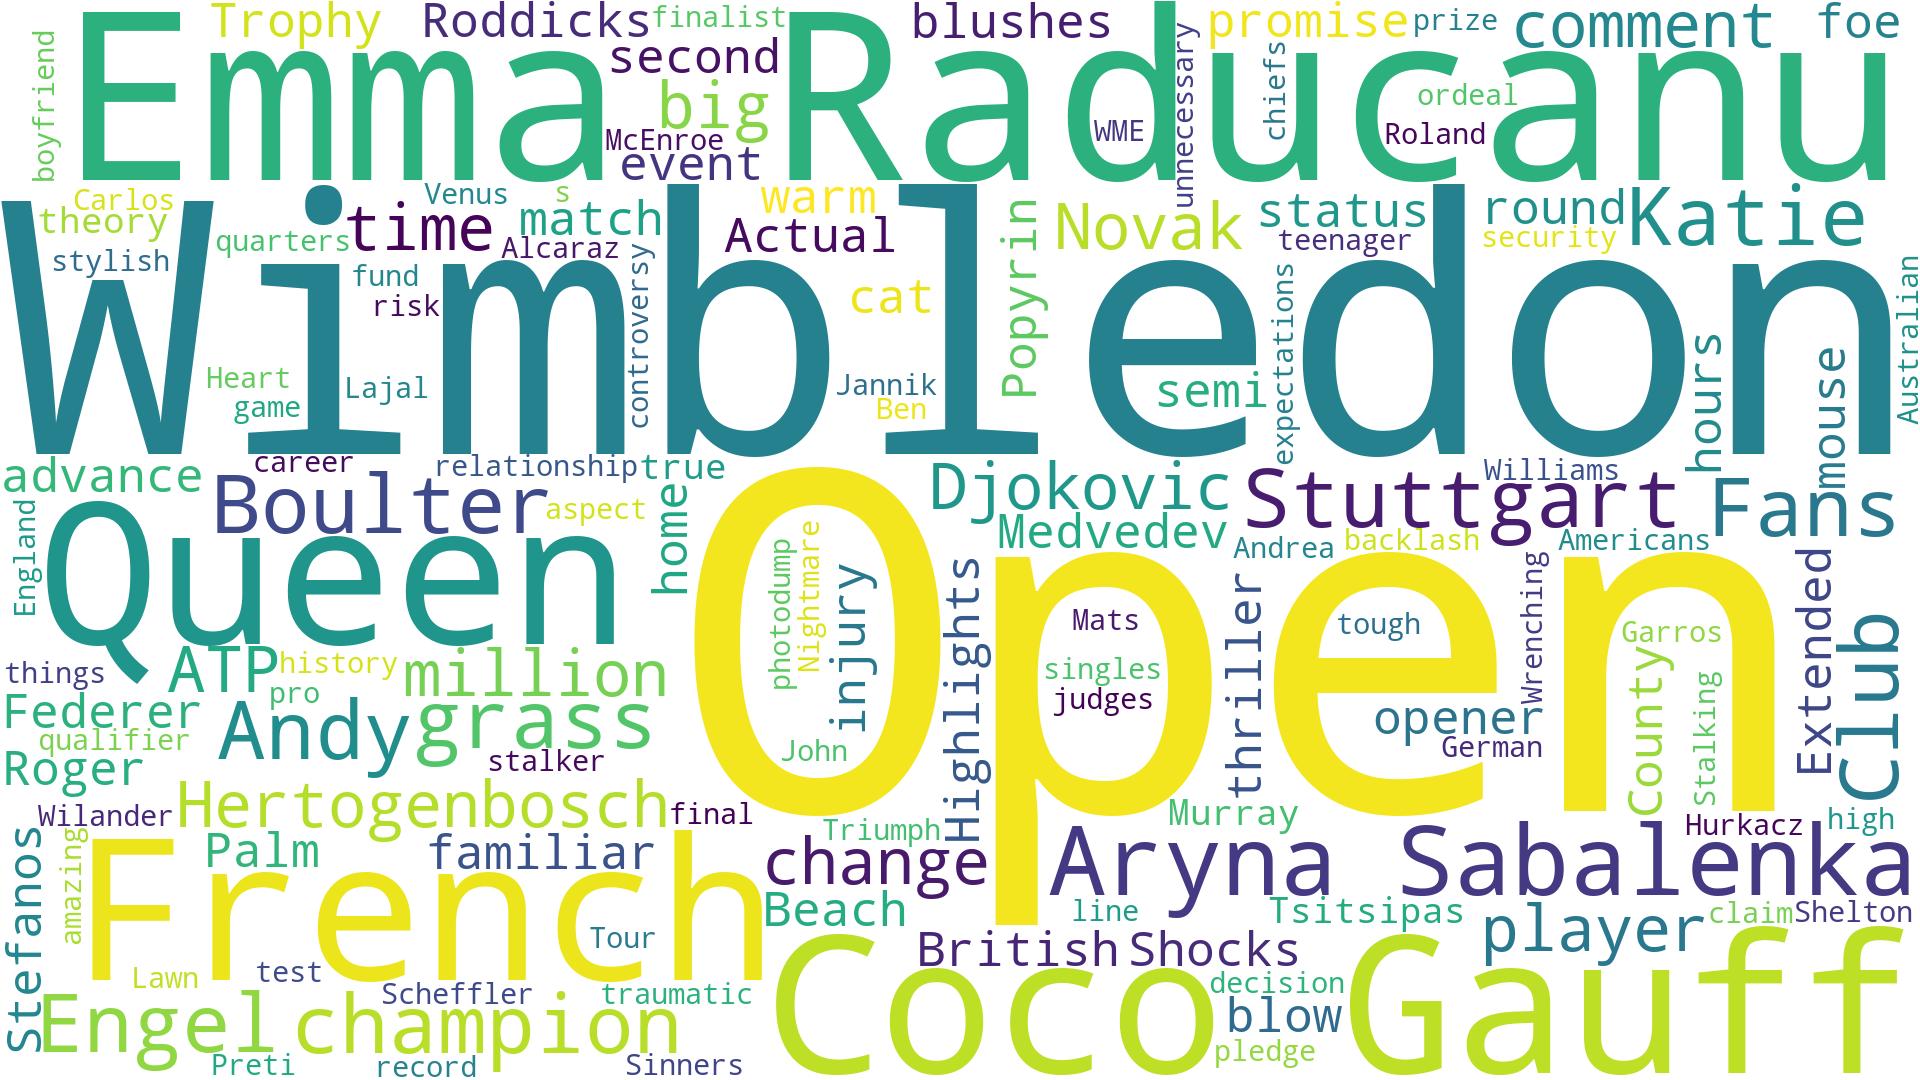 Trophy
Roddicks
finalist
blushes
promise
prize
comment
foe
boyfriend
Emma Raducanu
second
big
McEnroe
event
WME
unnecessary
chiefs
ordeal
Roland
Carlos
theory
stylish
quarters
time
Venus
s
match
Alcaraz
warm
Actual
Popyrin
Novak
status
teenager
round
security
Katie
Wimbledon
fund
risk
controversy
cat
Heart
game
Lajal
Jannik
Ben
semi
expectations
hours
mouse
Australian
advance
career
relationship
true
Boulter
aspect
home
Djokovic
Medvedev
Stuttgart
Williams
Fans
Andrea
backlash
Americans
England
Queen
Open
photodump
Nightmare
injury
Highlights
Mats
singles
judges
John
thriller
tough
opener
German
Wrenching
Garros
County
Stalking
Extended
Club
things
ATP
history
pro
million
Federer
qualifier
Roger
Andy
grass
stalker
Wilander
Hertogenbosch
final
Triumph
Murray
Hurkacz
high
Stefanos
amazing
Palm
familiar
French
change
Beach
Aryna Sabalenka
line
Tsitsipas
player
claim
Shelton
Tour
British
Shocks
Lawn
test
Scheffler
traumatic
decision
blow
pledge
Coco Gauff
Engel
champion
Preti
record
Sinners